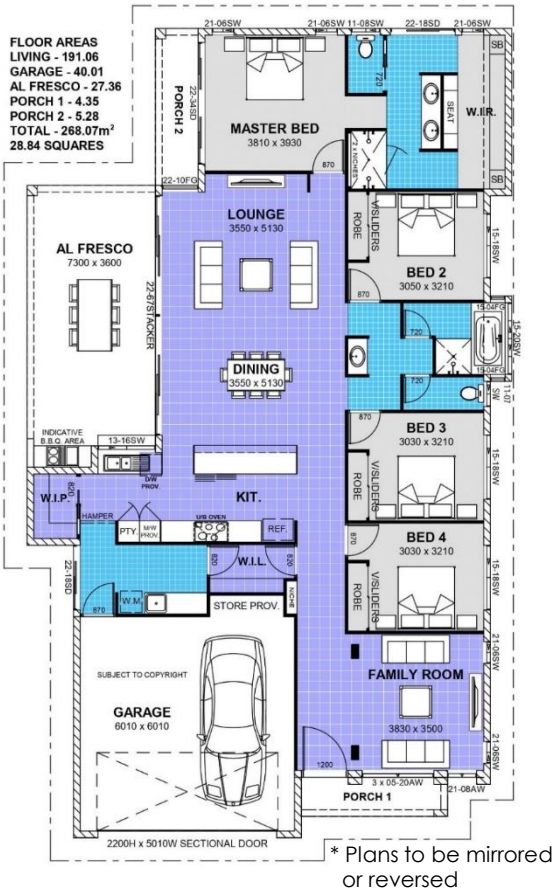 21-06SW
21-06SW
11-08SW
22-18SD
21-06SW
FLOOR AREAS
LIVING - 191.06
GARAGE - 40.01
AL FRESCO - 27.36
PORCH 1 - 4.35
PORCH 2 - 5.28
TOTAL - 268.07m²
28.84 SQUARES
PORCH 2
22-34SD
MASTER BED
3810 x 3930
870
720
2 x NICHES
SEAT
W.I.R.
SB
SB
22-10FG
LOUNGE
3550 x 5130
ROBE
V/SLIDERS
BED 2
3050 x 3210
15-18SW
870
AL FRESCO
7300 x 3600
22-67STACKER
DINING
3550 x 5130
720
15-04FG
15-20SW
15-04FG
720
11-07
SW
870
BED 3
3030 x 3210
15-18SW
ROBE
V/SLIDERS
INDICATIVE
B.B.Q. AREA
13-16SW
D/W
PROV.
W.I.P.
820
KIT.
HAMPER
PTY
M/W
PROV.
U/B OVEN
REF.
870
BED 4
3030 x 3210
15-18SW
ROBE
V/SLIDERS
22-18SD
820
W.I.L.
820
870
W.M.
STORE PROV.
NICHE
SUBJECT TO COPYRIGHT
GARAGE
6010 x 6010
FAMILY ROOM
3830 x 3500
21-06SW
21-06SW
1200
3 x 05-20AW
21-08AW
PORCH 1
2200H x 5010W SECTIONAL DOOR
* Plans to be mirrored
or reversed